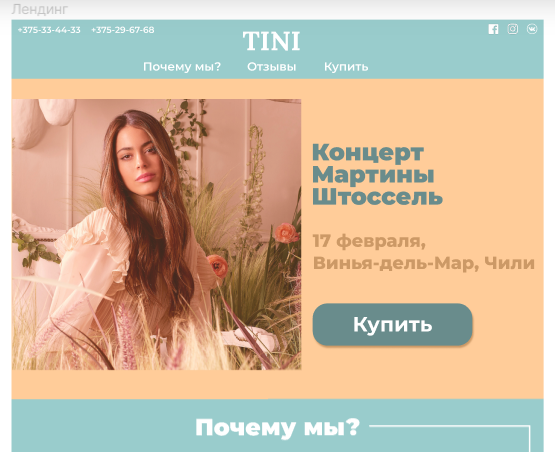 Лендинг
+375-33-44-33 +375-29-67-68
TINI
Почему мы? Отзывы Купить
Концерт
Мартины
Штоссель
17 февраля,
Винья-дель-Мар, Чили
Купить
Почему мы?